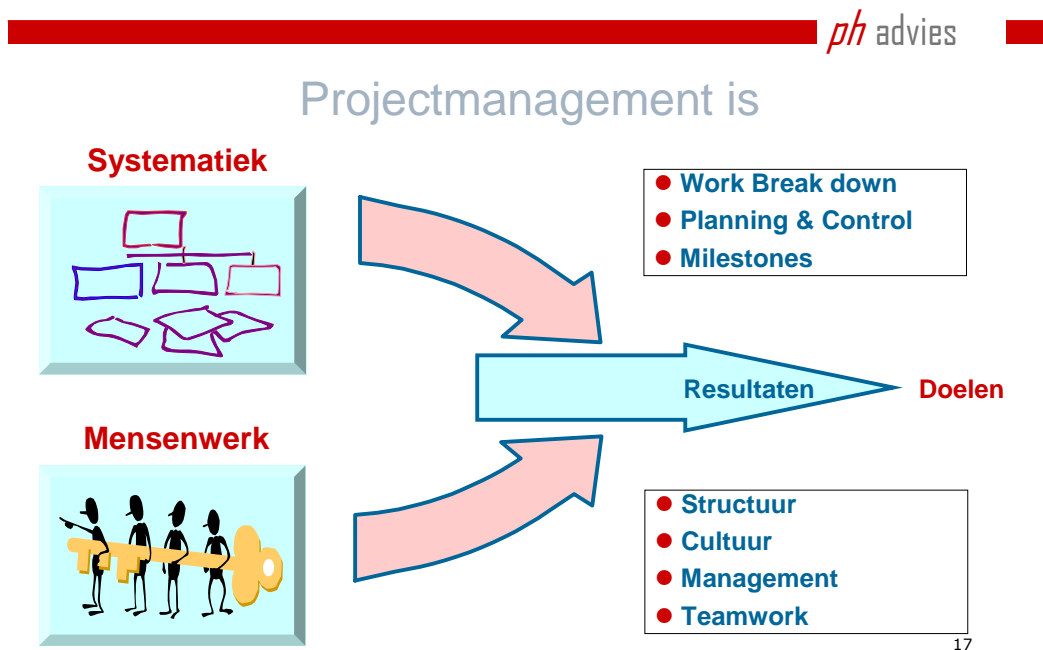 ph advies
Projectmanagement is
Systematiek
● Work Break down
● Planning & Control
● Milestones
Resultaten
Doelen
Mensenwerk
● Structuur
● Cultuur
● Management
● Teamwork
17